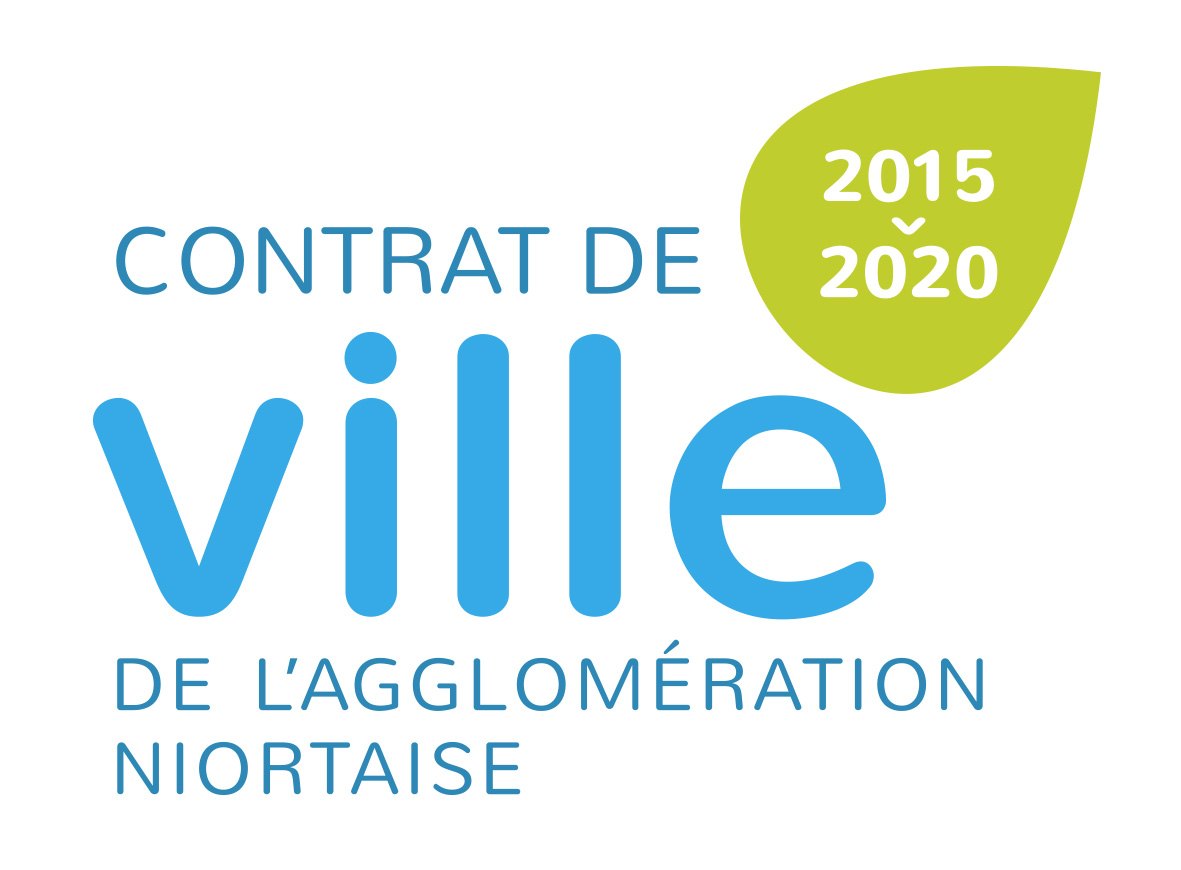 2015
2020
CONTRAT DE
ville
DE L'AGGLOMÉRATION
NIORTAISE